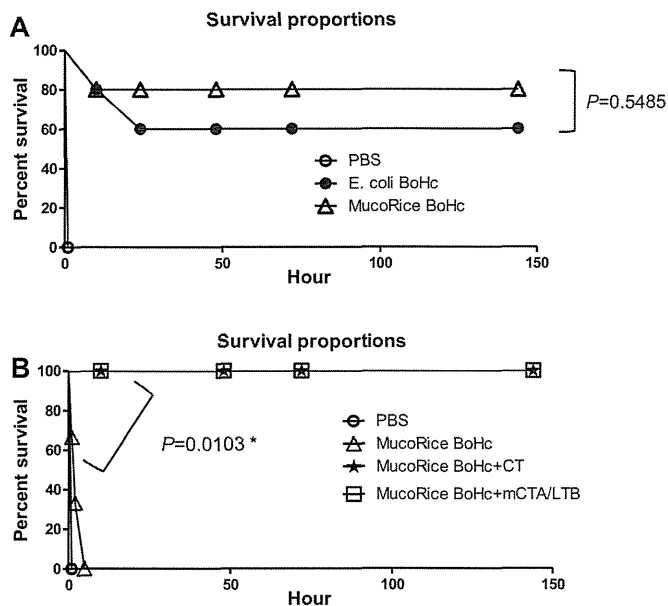 A
Survival proportions
Percent survival
100
80
60
40
20
0
P=0.5485
PBS
E. coli BoHc
MucoRice BoHc
0 50 100 150
Hour
B
Survival proportions
Percent survival
100
80
60
40
20
0
P=0.0103 *
PBS
MucoRice BoHc
MucoRice BoHc+CT
MucoRice BoHc+mCTA/LTB
0 50 100 150
Hour